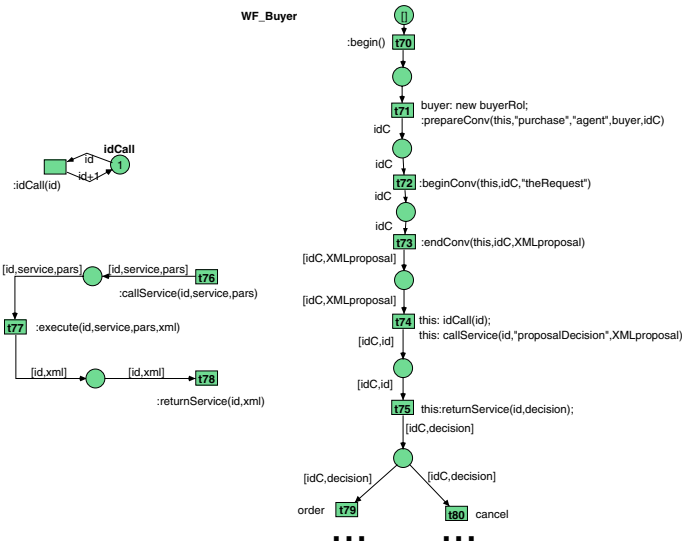 WF_Buyer
[]
:begin()
t70
t71
buyer: new buyerRol;
:prepareConv(this,"purchase","agent",buyer,idC)
idC
idCall
id
1
id+1
:idCall(id)
idC
t72
:beginConv(this,idC,"theRequest")
idC
idC
t73
:endConv(this,idC,XMLproposal)
[idC,XMLproposal]
[id,service,pars]
[id,service,pars]
t76
:callService(id,service,pars)
[idC,XMLproposal]
t77
:execute(id,service,pars,xml)
t74
this: idCall(id);
this: callService(id,"proposalDecision",XMLproposal)
[idC,id]
[id,xml]
[id,xml]
t78
:returnService(id,xml)
[idC,id]
t75
this:returnService(id,decision);
[idC,decision]
[idC,decision]
[idC,decision]
order
t79
t80
cancel
...
...